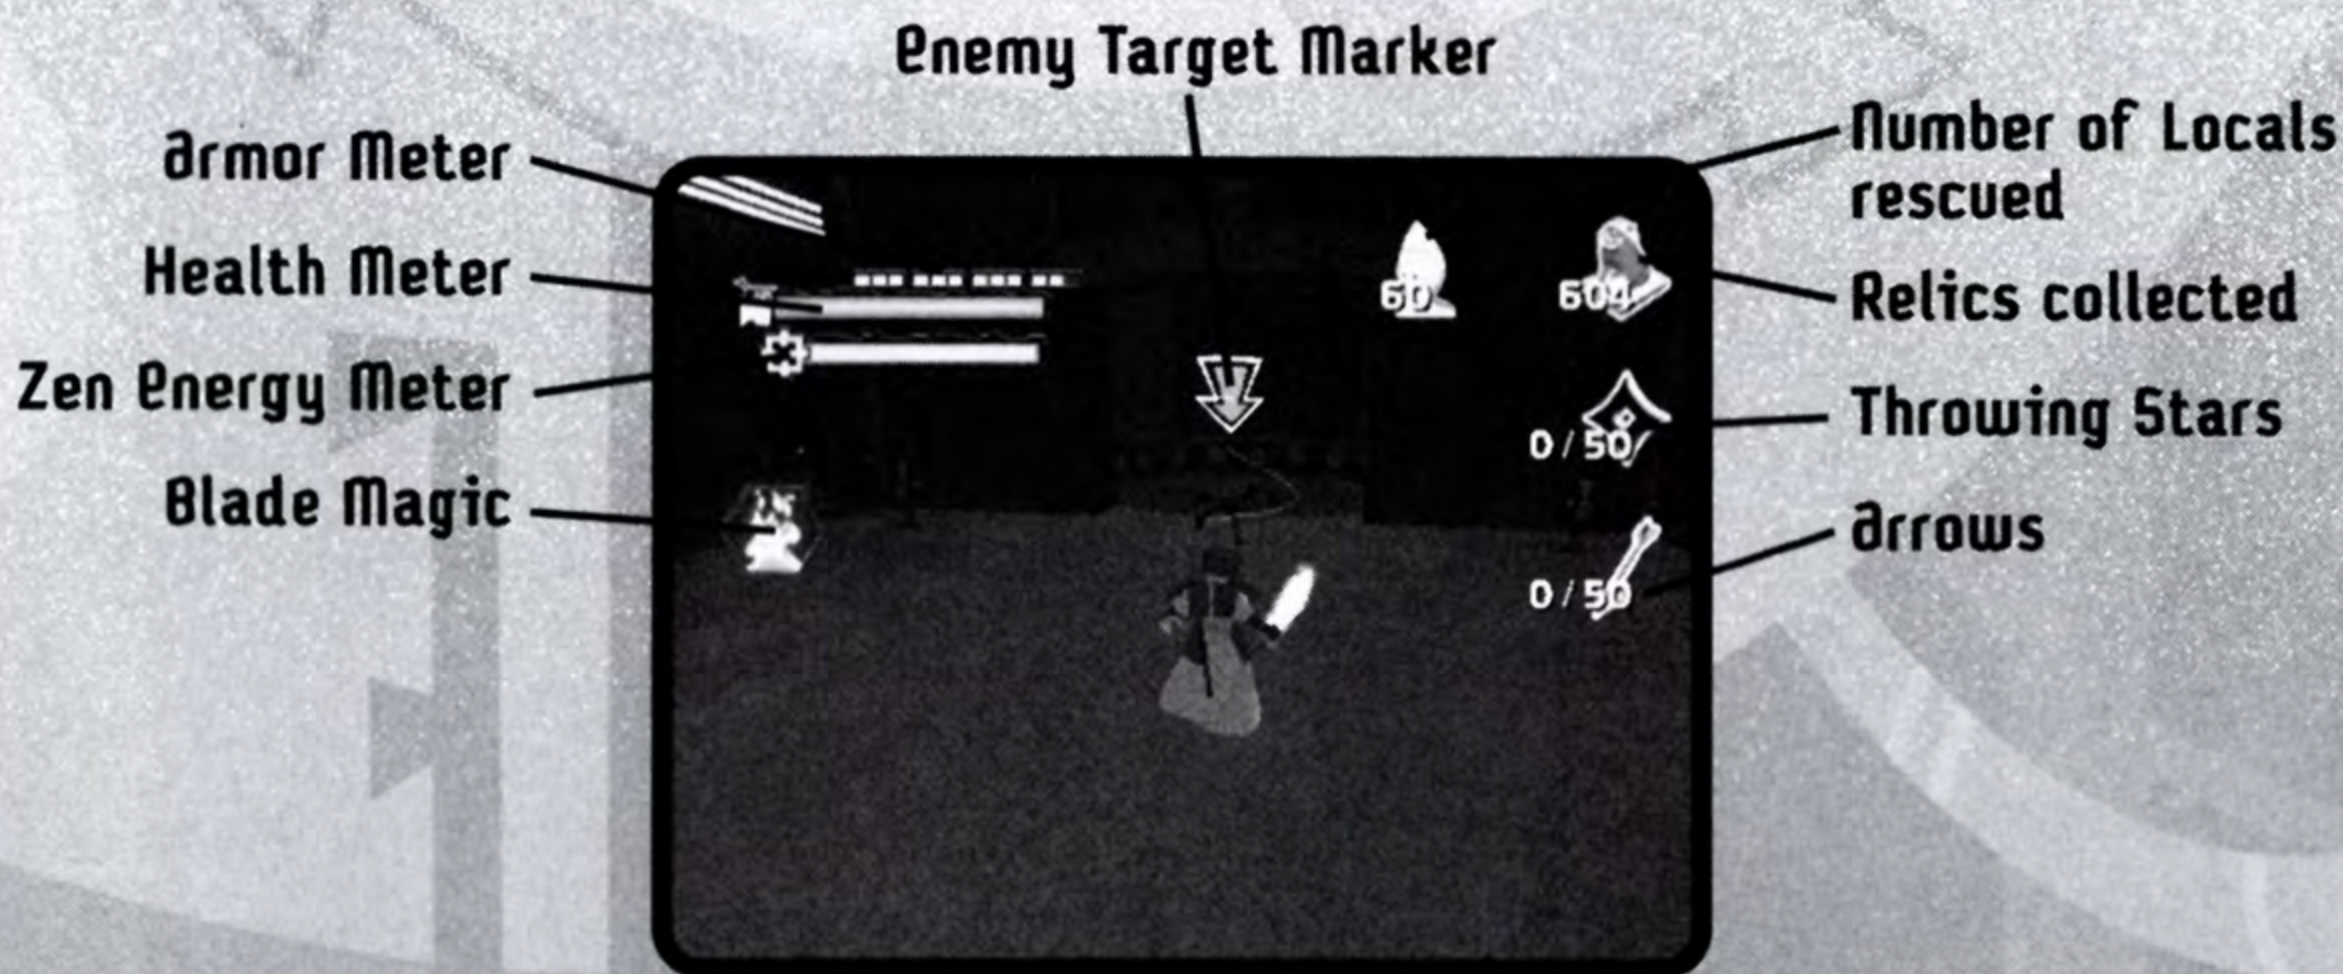 Enemy Target Marker
Armor Meter
Number of Locals
rescued
Health Meter
60
604
Relics collected
Zen Energy Meter
Throwing Stars
0/50
Blade Magic
Arrows
0/50